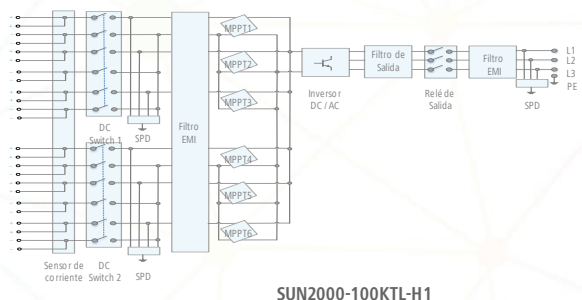 MPPT1
MPPT2
MPPT3
MPPT4
MPPT5
MPPT6
DC
Switch 1
SPD
Filtro
EMI
Inversor
DC / AC
Filtro de
Salida
Relé de
Salida
Filtro
EMI
SPD
L1
L2
L3
PE
Sensor de
corriente
DC
Switch 2
SPD
SUN2000-100KTL-H1